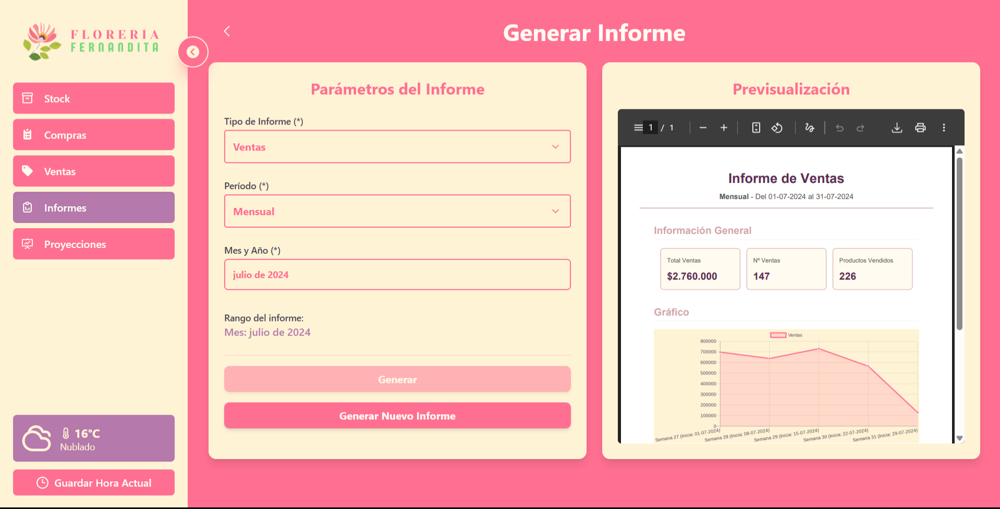 FLORERÍA
FERNANDITA
Stock
Compras
Ventas
Informes
Proyecciones
16°C
Nublado
Guardar Hora Actual
Generar Informe
Parámetros del Informe
Tipo de Informe (*)
Ventas
Período (*)
Mensual
Mes y Año (*)
julio de 2024
Rango del informe:
Mes: julio de 2024
Generar
Generar Nuevo Informe
Previsualización
1 / 1
Informe de Ventas
Mensual - Del 01-07-2024 al 31-07-2024
Información General
Total Ventas
$2.760.000
Nº Ventas
147
Productos Vendidos
226
Gráfico
Ventas
800000
700000
600000
500000
400000
300000
200000
100000
0
Semana 27 (Inicia: 01-07-2024)
Semana 28 (Inicia: 08-07-2024)
Semana 29 (Inicia: 15-07-2024)
Semana 30 (Inicia: 22-07-2024)
Semana 31 (Inicia: 29-07-2024)